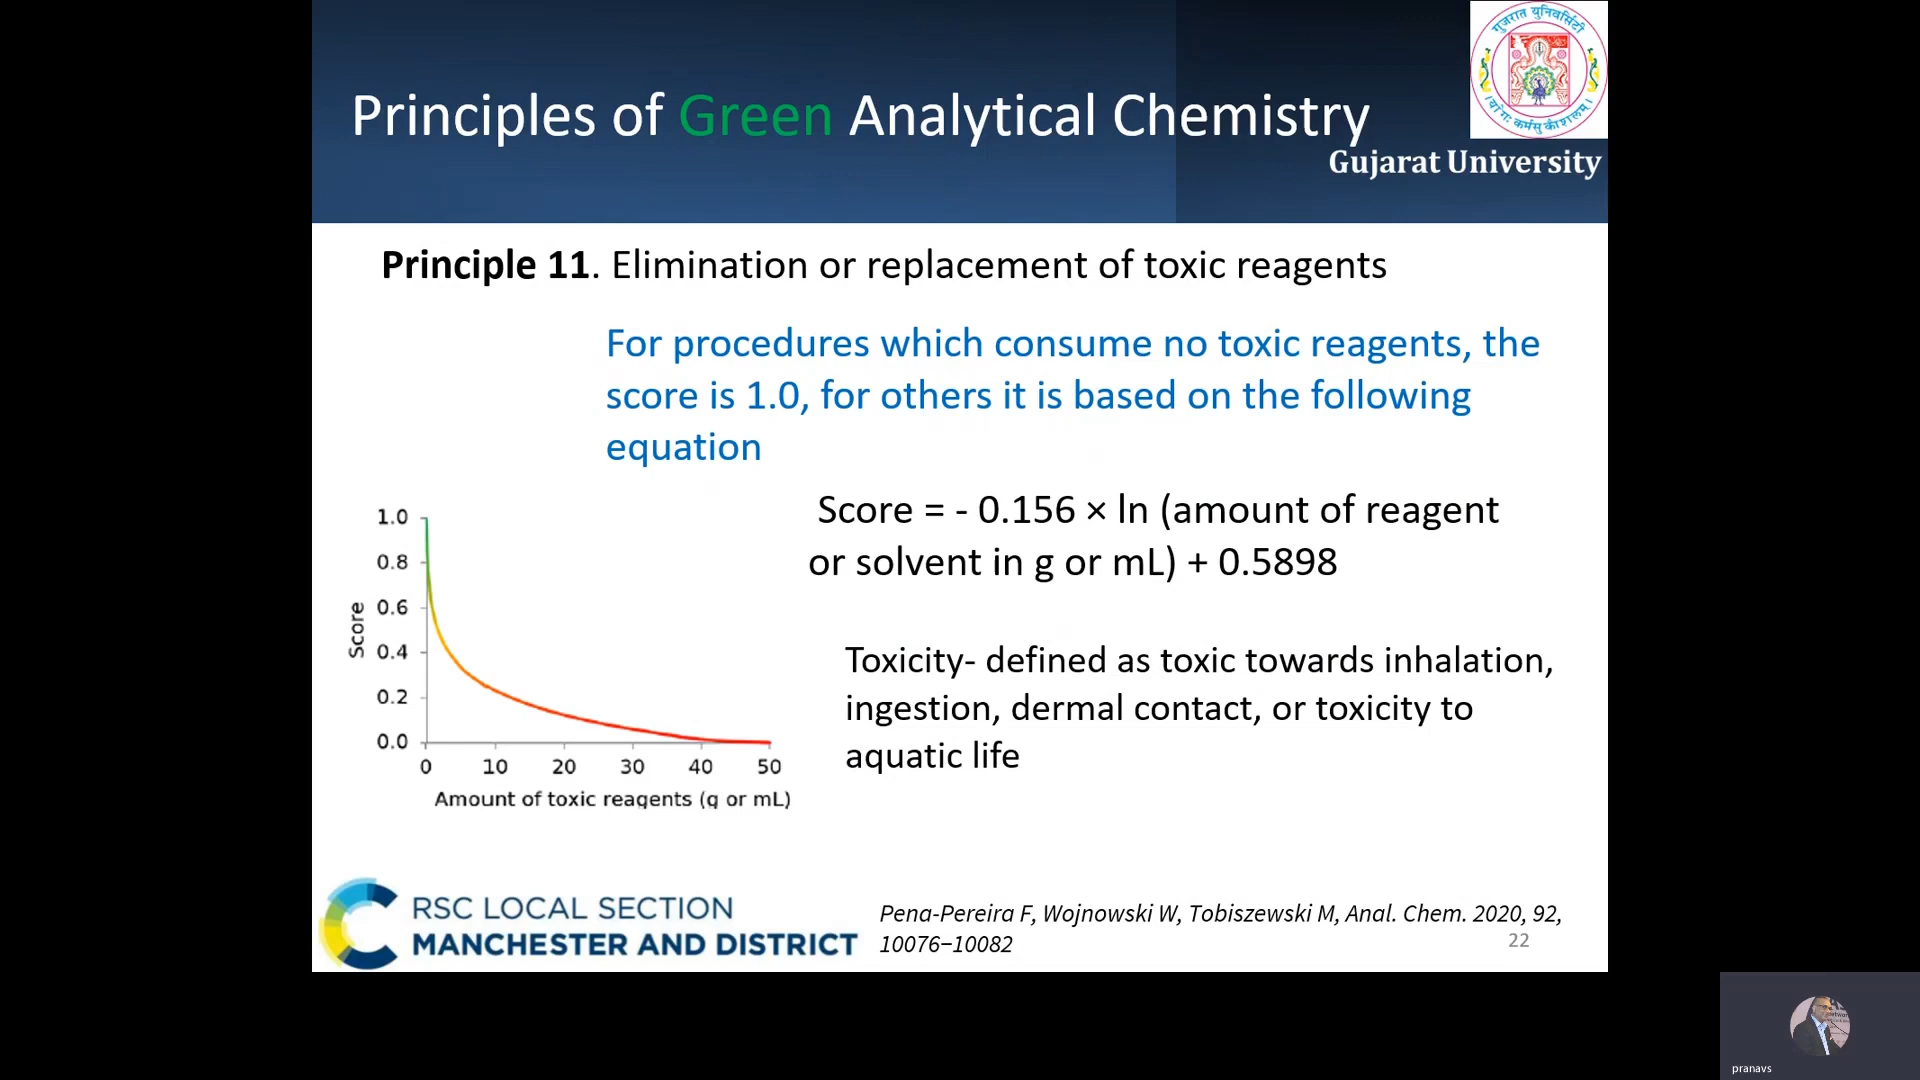 Principles of Green Analytical Chemistry
गुजरात युनिवर्सिटी
योगः कर्मसु कौशलम्
Gujarat University
Principle 11. Elimination or replacement of toxic reagents
For procedures which consume no toxic reagents, the
score is 1.0, for others it is based on the following
equation
Score = - 0.156 × ln (amount of reagent
or solvent in g or mL) + 0.5898
Toxicity- defined as toxic towards inhalation,
ingestion, dermal contact, or toxicity to
aquatic life
Score
1.0
0.8
0.6
0.4
0.2
0.0
0 10 20 30 40 50
Amount of toxic reagents (g or mL)
RSC LOCAL SECTION
MANCHESTER AND DISTRICT
Pena-Pereira F, Wojnowski W, Tobiszewski M, Anal. Chem. 2020, 92,
10076–10082
22
pranavs